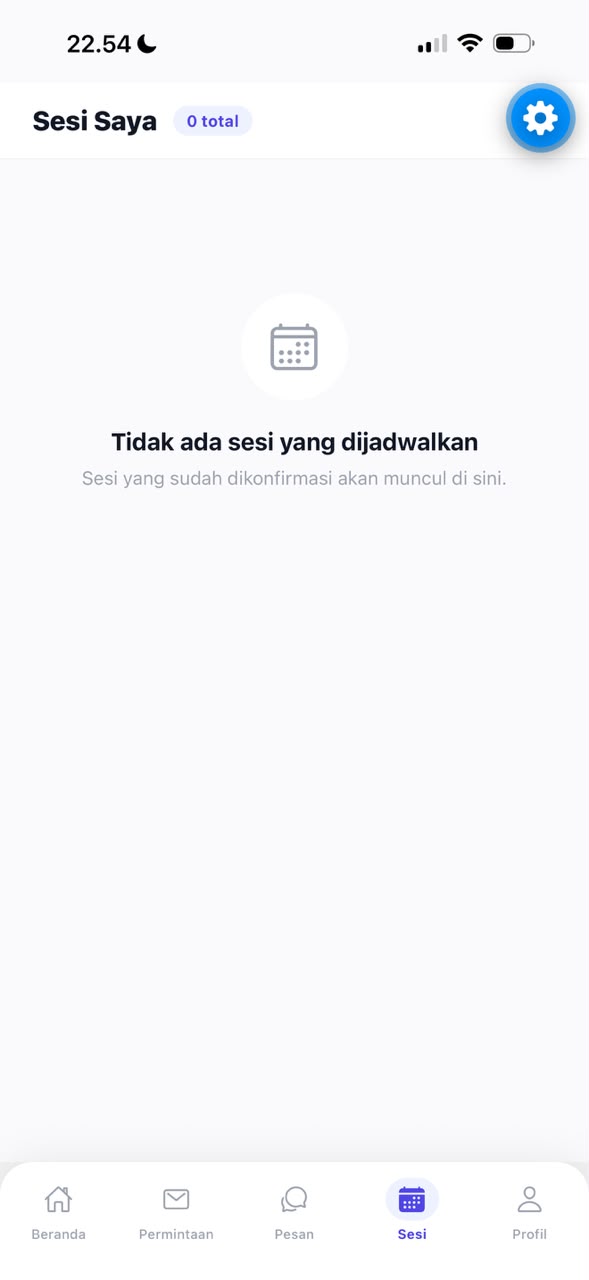 22.54
Sesi Saya
0 total
Tidak ada sesi yang dijadwalkan
Sesi yang sudah dikonfirmasi akan muncul di sini.
Beranda
Permintaan
Pesan
Sesi
Profil